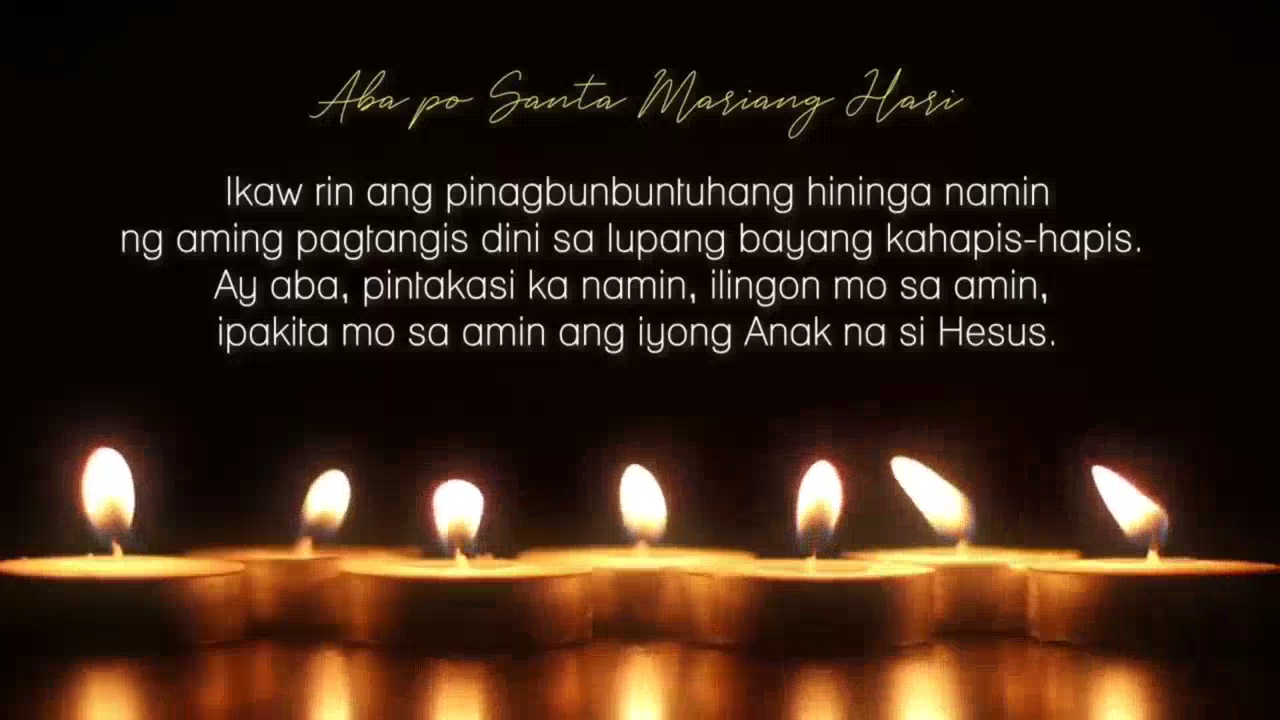 Aba po Santa Mariang Hari
Ikaw rin ang pinagbunbuntuhang hininga namin
ng aming pagtangis dini sa lupang bayang kahapis-hapis.
Ay aba, pintakasi ka namin, ilingon mo sa amin,
ipakita mo sa amin ang iyong Anak na si Hesus.